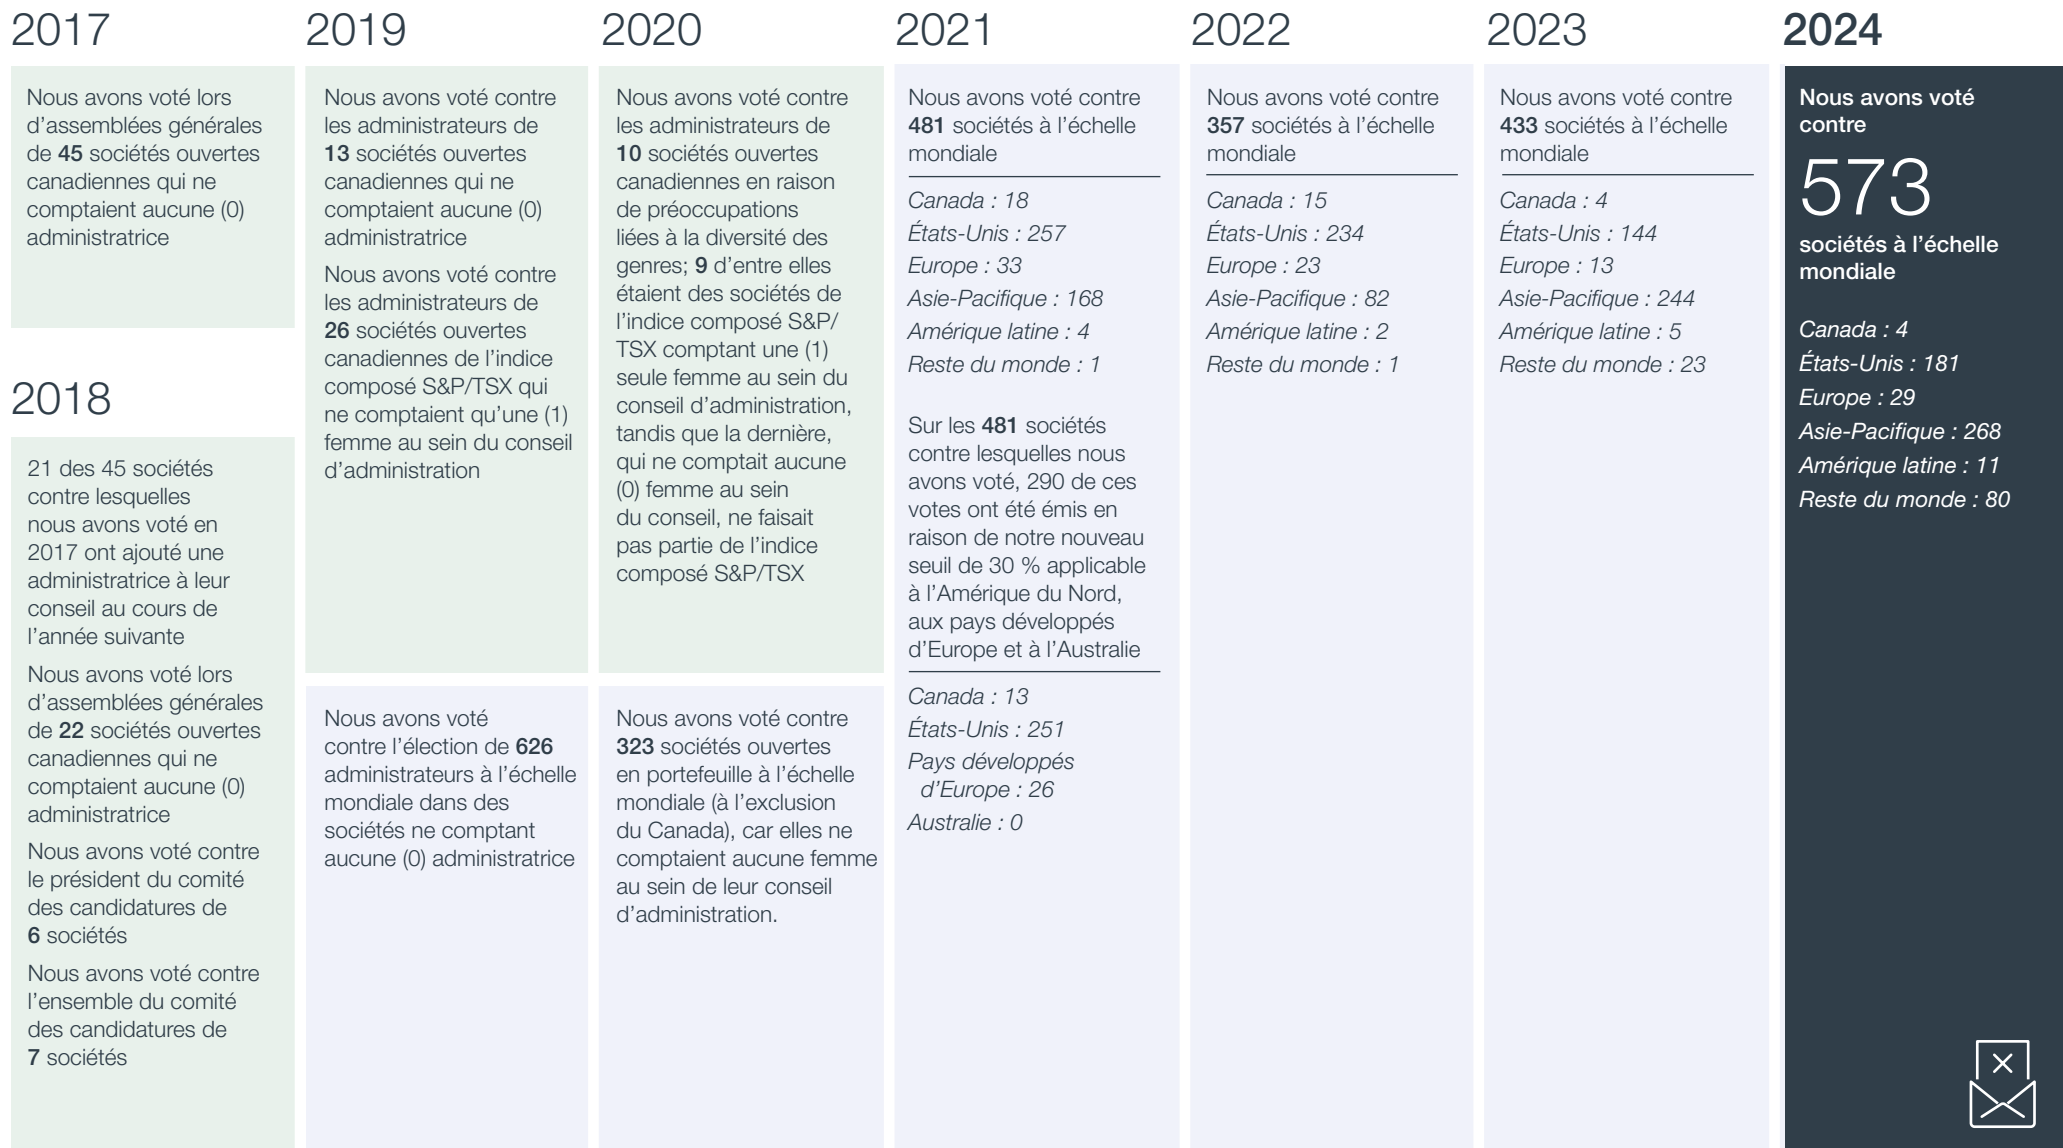 2017
Nous avons voté lors
d’assemblées générales
de 45 sociétés ouvertes
canadiennes qui ne
comptaient aucune (0)
administratrice
2018
21 des 45 sociétés
contre lesquelles
nous avons voté en
2017 ont ajouté une
administratrice à leur
conseil au cours de
l’année suivante
Nous avons voté lors
d’assemblées générales
de 22 sociétés ouvertes
canadiennes qui ne
comptaient aucune (0)
administratrice
Nous avons voté contre
le président du comité
des candidatures de
6 sociétés
Nous avons voté contre
l’ensemble du comité
des candidatures de
7 sociétés
2019
Nous avons voté contre
les administrateurs de
13 sociétés ouvertes
canadiennes qui ne
comptaient aucune (0)
administratrice
Nous avons voté contre
les administrateurs de
26 sociétés ouvertes
canadiennes de l’indice
composé S&P/TSX qui
ne comptaient qu’une (1)
femme au sein du conseil
d’administration
Nous avons voté
contre l’élection de 626
administrateurs à l’échelle
mondiale dans des
sociétés ne comptant
aucune (0) administratrice
2020
Nous avons voté contre
les administrateurs de
10 sociétés ouvertes
canadiennes en raison
de préoccupations
liées à la diversité des
genres; 9 d’entre elles
étaient des sociétés de
l’indice composé S&P/
TSX comptant une (1)
seule femme au sein du
conseil d’administration,
tandis que la dernière,
qui ne comptait aucune
(0) femme au sein
du conseil, ne faisait
pas partie de l’indice
composé S&P/TSX
Nous avons voté contre
323 sociétés ouvertes
en portefeuille à l’échelle
mondiale (à l’exclusion
du Canada), car elles ne
comptaient aucune femme
au sein de leur conseil
d’administration.
2021
Nous avons voté contre
481 sociétés à l’échelle
mondiale
Canada : 18
États-Unis : 257
Europe : 33
Asie-Pacifique : 168
Amérique latine : 4
Reste du monde : 1
Sur les 481 sociétés
contre lesquelles nous
avons voté, 290 de ces
votes ont été émis en
raison de notre nouveau
seuil de 30 % applicable
à l’Amérique du Nord,
aux pays développés
d’Europe et à l’Australie
Canada : 13
États-Unis : 251
Pays développés
d’Europe : 26
Australie : 0
2022
Nous avons voté contre
357 sociétés à l’échelle
mondiale
Canada : 15
États-Unis : 234
Europe : 23
Asie-Pacifique : 82
Amérique latine : 2
Reste du monde : 1
2023
Nous avons voté contre
433 sociétés à l’échelle
mondiale
Canada : 4
États-Unis : 144
Europe : 13
Asie-Pacifique : 244
Amérique latine : 5
Reste du monde : 23
2024
Nous avons voté
contre
573
sociétés à l’échelle
mondiale
Canada : 4
États-Unis : 181
Europe : 29
Asie-Pacifique : 268
Amérique latine : 11
Reste du monde : 80